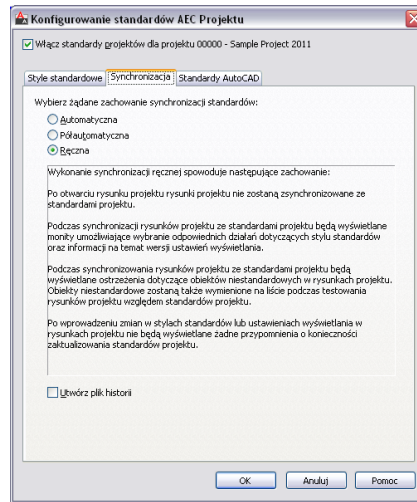 Konfigurowanie standardów AEC Projektu
Włącz standardy projektów dla projektu 00000 - Sample Project 2011
Style standardowe Synchronizacja Standardy AutoCAD
Wybierz żądane zachowanie synchronizacji standardów:
Automatyczna
Półautomatyczna
Ręczna
Wykonanie synchronizacji ręcznej spowoduje następujące zachowanie:
Po otwarciu rysunku projektu rysunki projektu nie zostaną zsynchronizowane ze
standardami projektu.
Podczas synchronizacji rysunków projektu ze standardami projektu będą wyświetlane
monity umożliwiające wybranie odpowiednich działań dotyczących stylu standardów
oraz informacji na temat wersji ustawień wyświetlania.
Podczas synchronizowania rysunków projektu ze standardami projektu będą
wyświetlane ostrzeżenia dotyczące obiektów niestandardowych w rysunkach projektu.
Obiekty niestandardowe zostaną także wymienione na liście podczas testowania
rysunków projektu względem standardów projektu.
Po wprowadzeniu zmian w stylach standardów lub ustawieniach wyświetlania w
rysunkach projektu nie będą wyświetlane żadne przypomnienia o konieczności
zaktualizowania standardów projektu.
Utwórz plik historii
OK Anuluj Pomoc